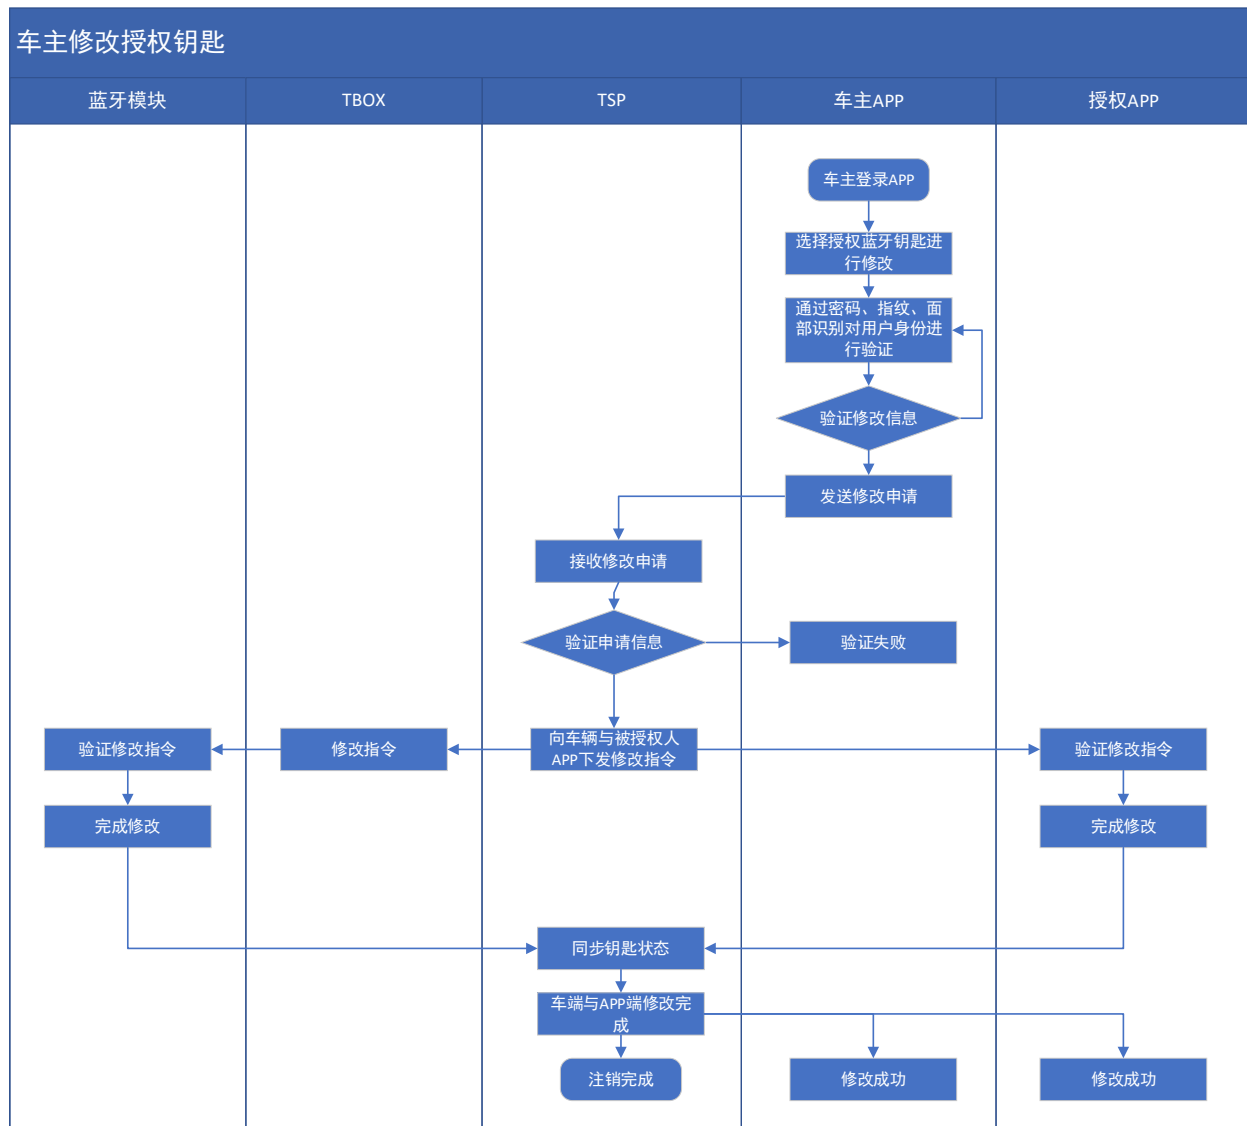 车主修改授权钥匙
蓝牙模块
TBOX
TSP
车主APP
授权APP
车主登录APP
选择授权蓝牙钥匙进
行修改
通过密码、指纹、面
部识别对用户身份进
行验证
验证修改信息
发送修改申请
接收修改申请
验证申请信息
验证失败
验证修改指令
修改指令
向车辆与被授权人
APP下发修改指令
验证修改指令
完成修改
完成修改
同步钥匙状态
车端与APP端修改完
成
注销完成
修改成功
修改成功